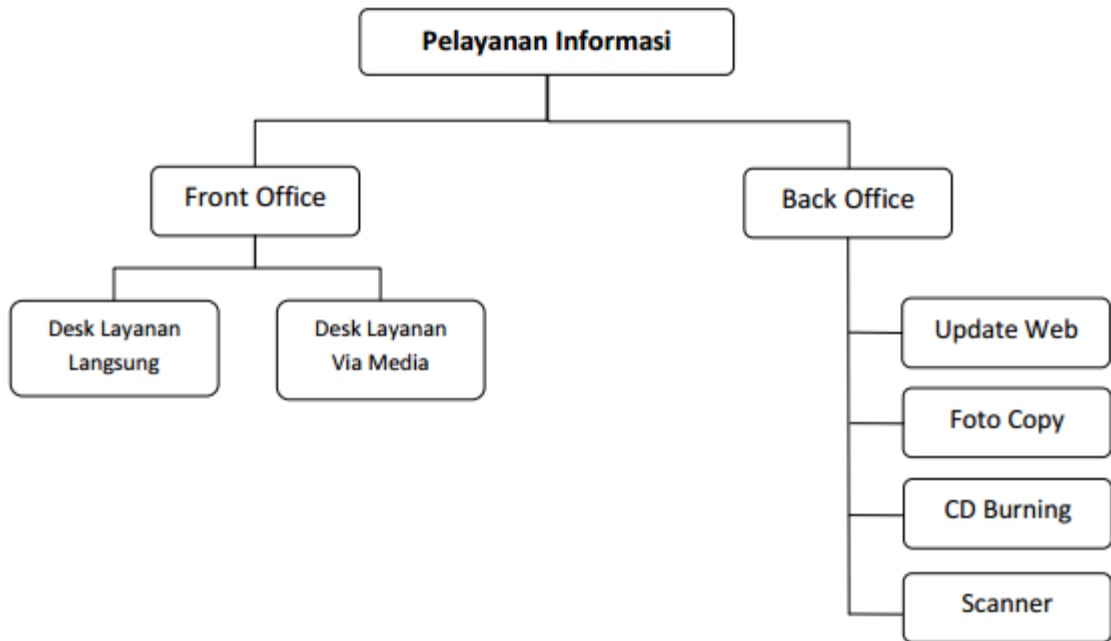 Pelayanan Informasi
Front Office
Back Office
Desk Layanan
Langsung
Desk Layanan
Via Media
Update Web
Foto Copy
CD Burning
Scanner